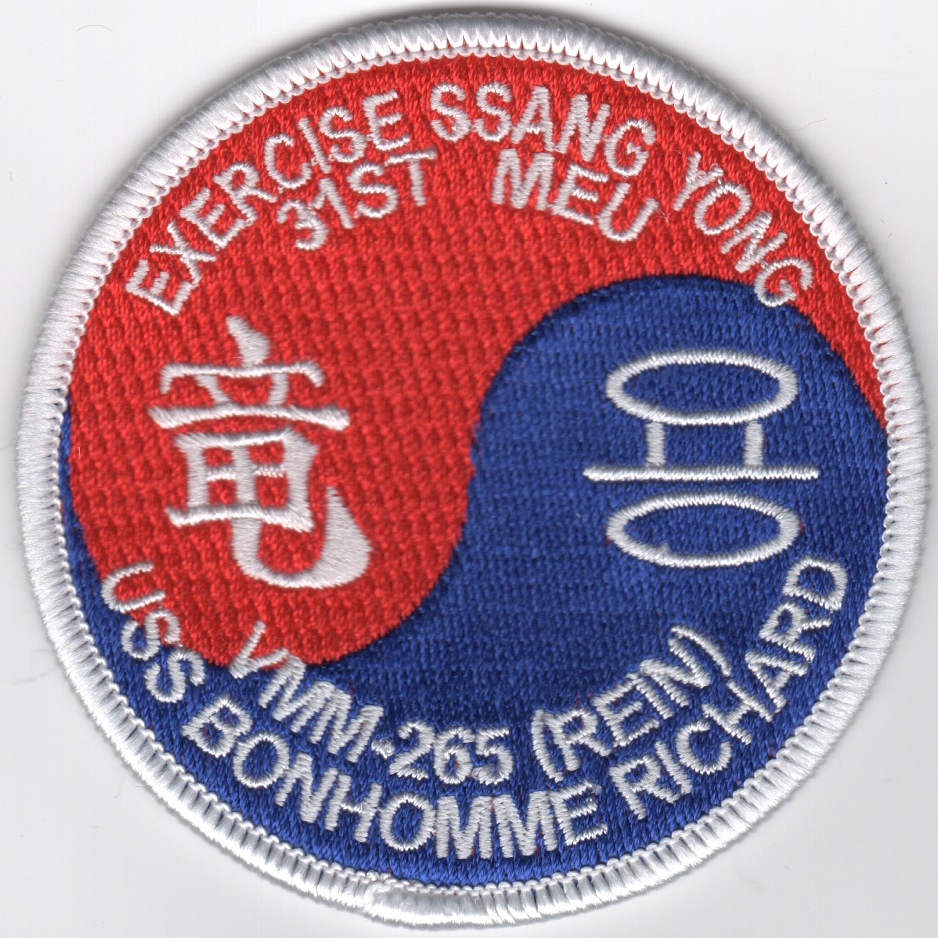 EXERCISE SSANG YONG
31ST MEU
竜
용
VMM-265 (REIN)
USS BONHOMME RICHARD